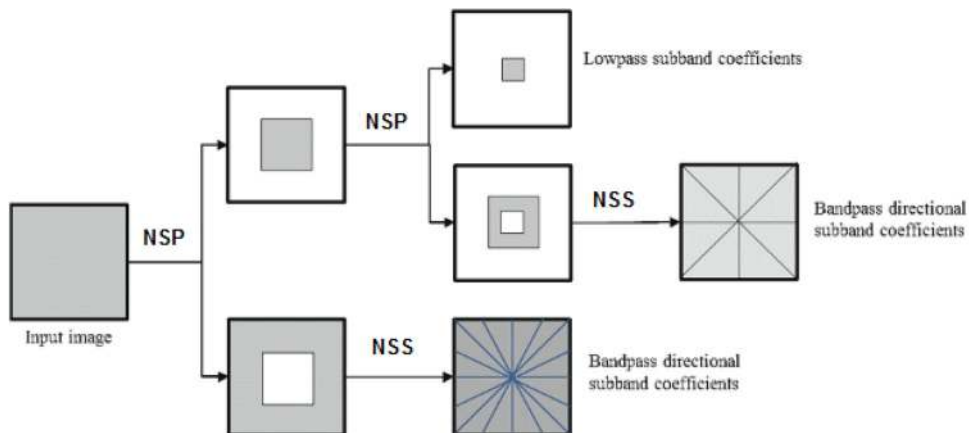 Lowpass subband coefficients
NSP
NSS
Bandpass directional
subband coefficients
NSP
Input image
NSS
Bandpass directional
subband coefficients